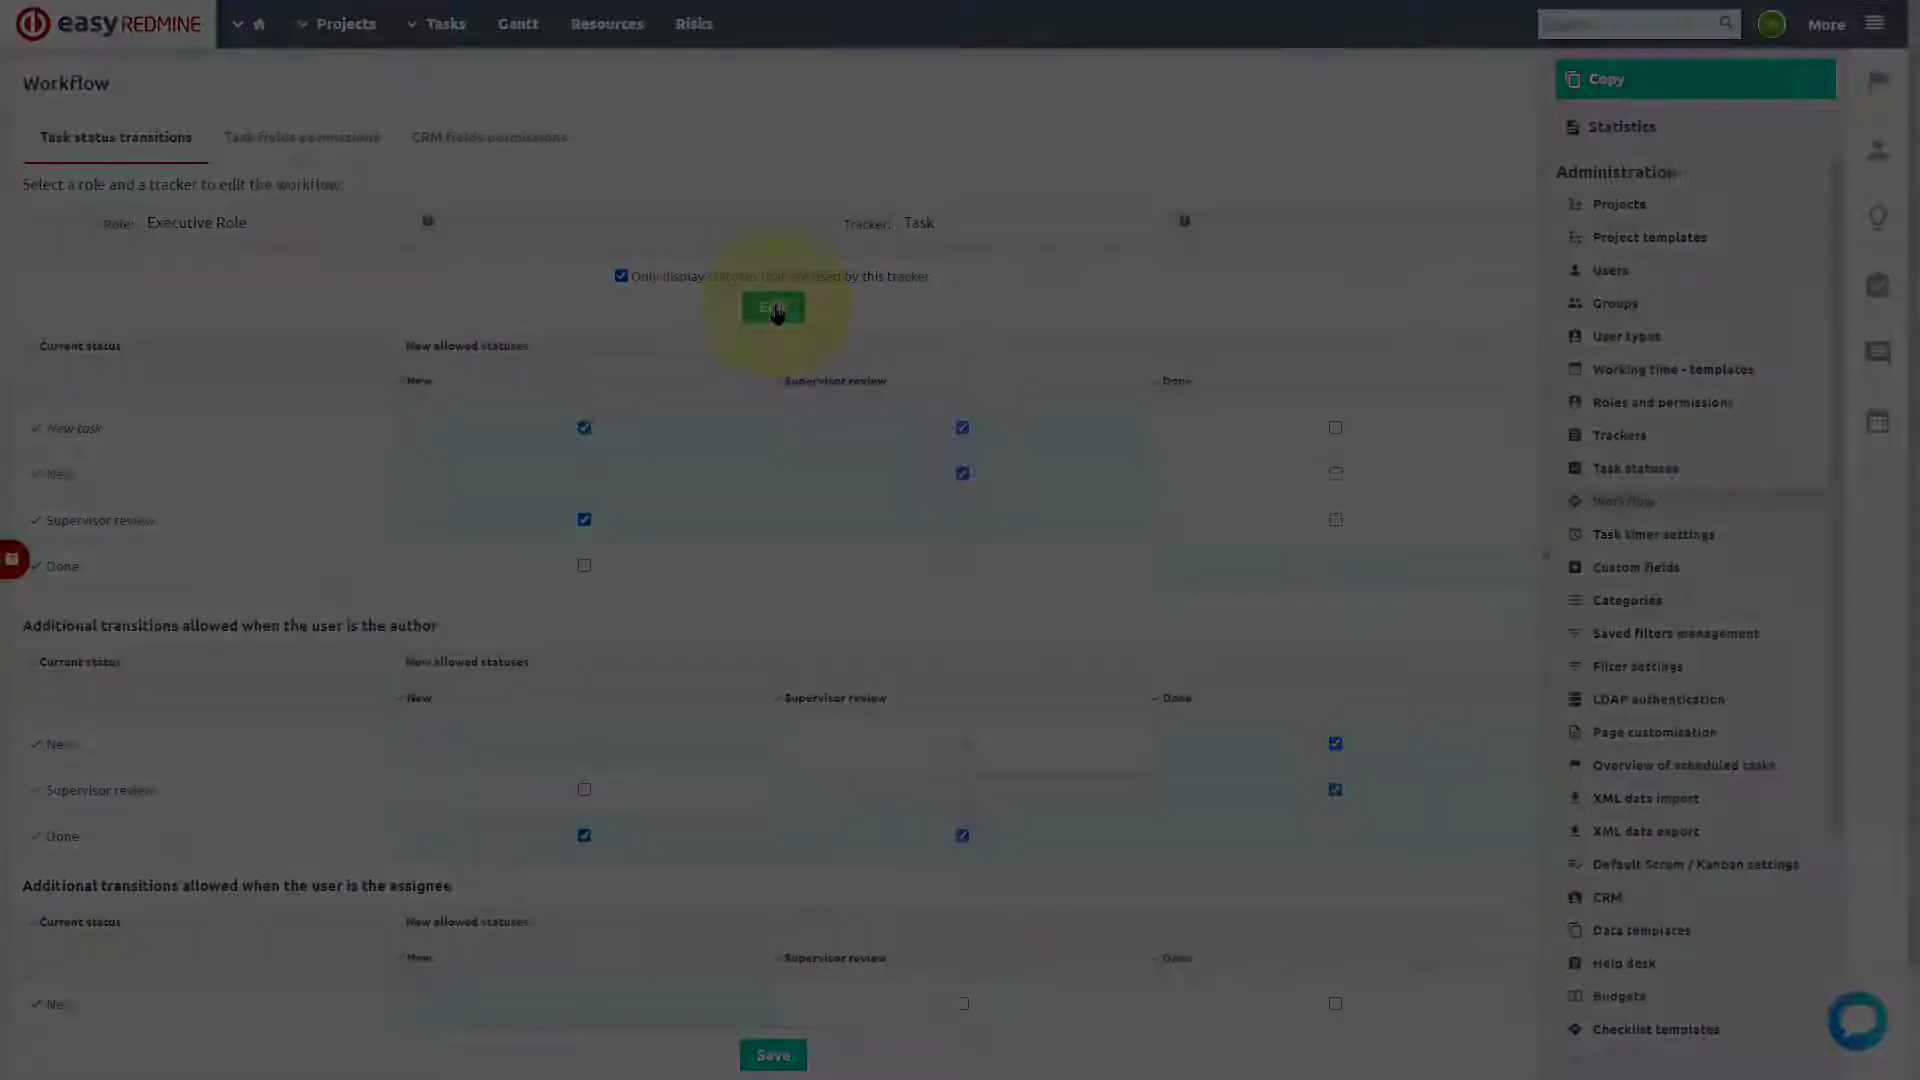 easy REDMINE
Projects
Tasks
Gantt
Resources
Risks
More
Workflow
Task status transitions
Task fields permissions
CRM fields permissions
Select a role and a tracker to edit the workflow:
Role: Executive Role
Tracker: Task
Only display statuses that are used by this tracker
Edit
Current status
New allowed statuses
New
Supervisor review
Done
New task
New
Supervisor review
Done
Additional transitions allowed when the user is the author
Current status
New allowed statuses
New
Supervisor review
Done
New
Supervisor review
Done
Additional transitions allowed when the user is the assignee
Current status
New allowed statuses
New
Supervisor review
Done
New
Save
Copy
Statistics
Administration
Projects
Project templates
Users
Groups
User types
Working time - templates
Roles and permissions
Trackers
Task statuses
Workflow
Task timer settings
Custom fields
Categories
Saved filters management
Filter settings
LDAP authentication
Page customisation
Overview of scheduled tasks
XML data import
XML data export
Default Scrum / Kanban settings
CRM
Data templates
Help desk
Budgets
Checklist templates